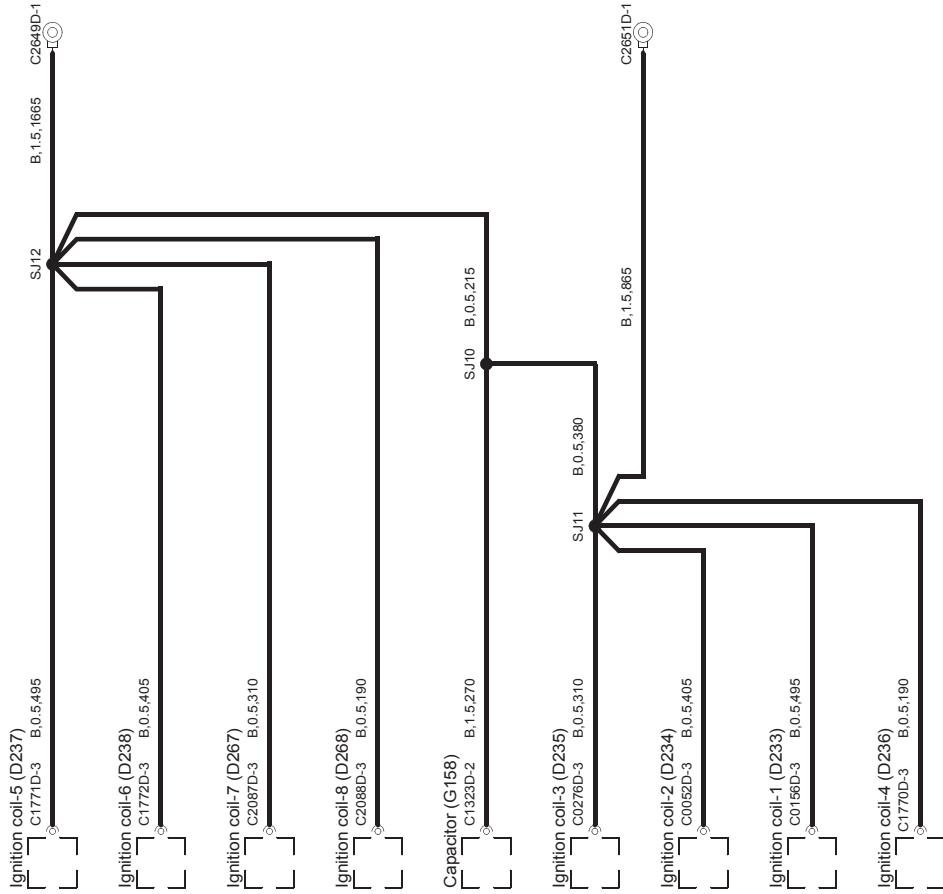 Ignition coil-5 (D237)
C1771D-3 B,0.5,495
SJ12
B,1.5,1665
C2649D-1
Ignition coil-6 (D238)
C1772D-3 B,0.5,405
Ignition coil-7 (D267)
C2087D-3 B,0.5,310
Ignition coil-8 (D268)
C2088D-3 B,0.5,190
Capacitor (G158)
C1323D-2 B,1.5,270
SJ10
B,0.5,215
Ignition coil-3 (D235)
C0276D-3 B,0.5,310
SJ11
B,0.5,380
B,1.5,865
C2651D-1
Ignition coil-2 (D234)
C0052D-3 B,0.5,405
Ignition coil-1 (D233)
C0156D-3 B,0.5,495
Ignition coil-4 (D236)
C1770D-3 B,0.5,190